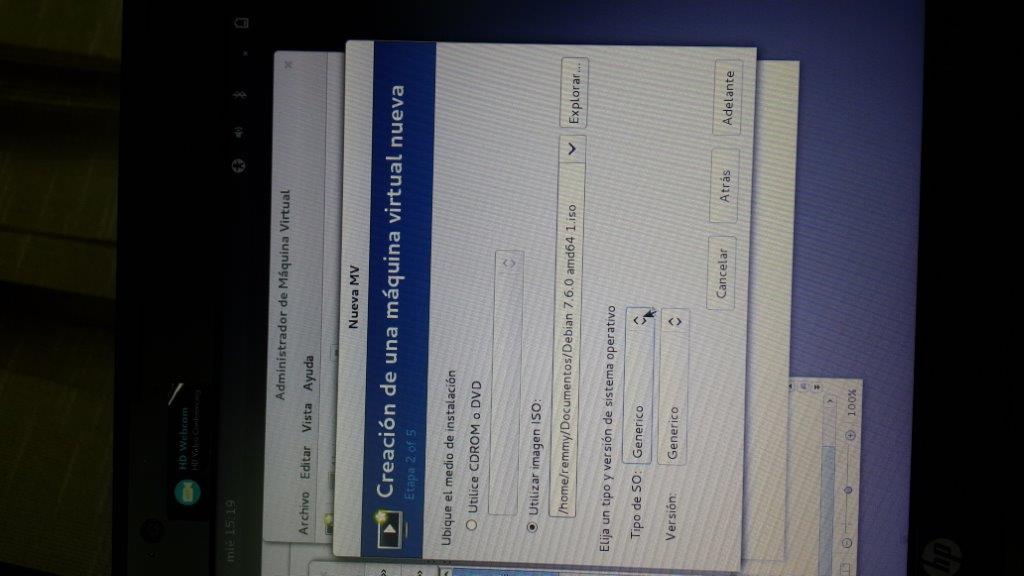 HD Webcam
HD Video Conferencing
mié 15:19
Administrador de Máquina Virtual
Archivo Editar Vista Ayuda
Nueva MV
Creación de una máquina virtual nueva
Etapa 2 of 5
Ubique el medio de instalación
Utilice CDROM o DVD
Utilizar imagen ISO:
/home/remmy/Documentos/Debian 7.6.0 amd64 1.iso
Explorar...
Elija un tipo y versión de sistema operativo
Tipo de SO: Generico
Versión: Generico
Cancelar Atrás Adelante
100%
hp